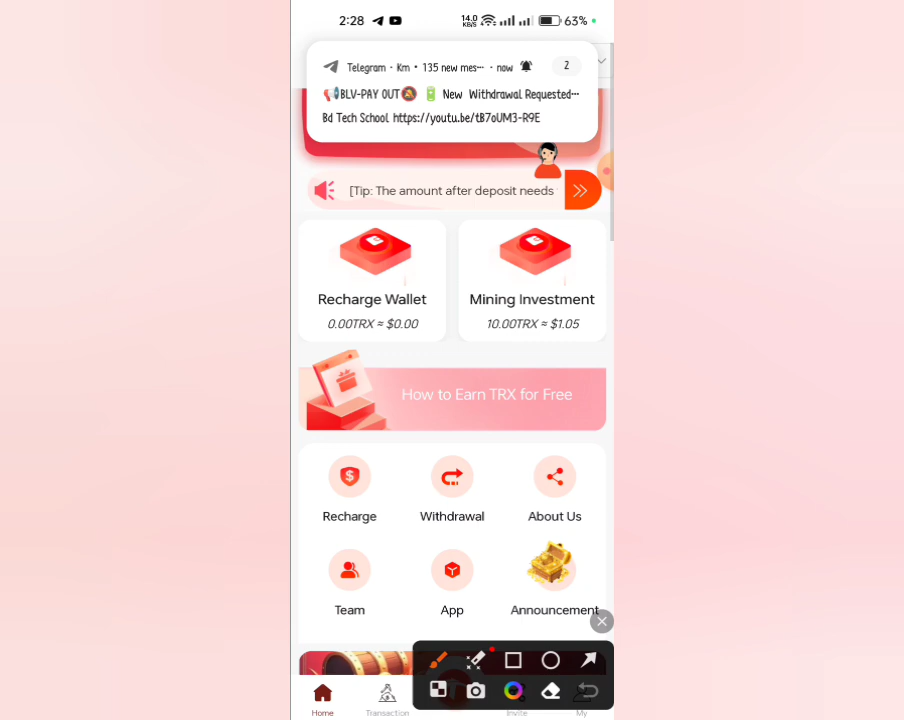 2:28 14.0 KB/S 63%
Telegram · Km · 135 new mes··· · now 2
BLV-PAY OUT New Withdrawal Requested···
Bd Tech School https://youtu.be/tB7oUM3-R9E
[Tip: The amount after deposit needs
Recharge Wallet
0.00TRX ≈ $0.00
Mining Investment
10.00TRX ≈ $1.05
How to Earn TRX for Free
Recharge Withdrawal About Us
Team App Announcement
Home Transaction Invite My